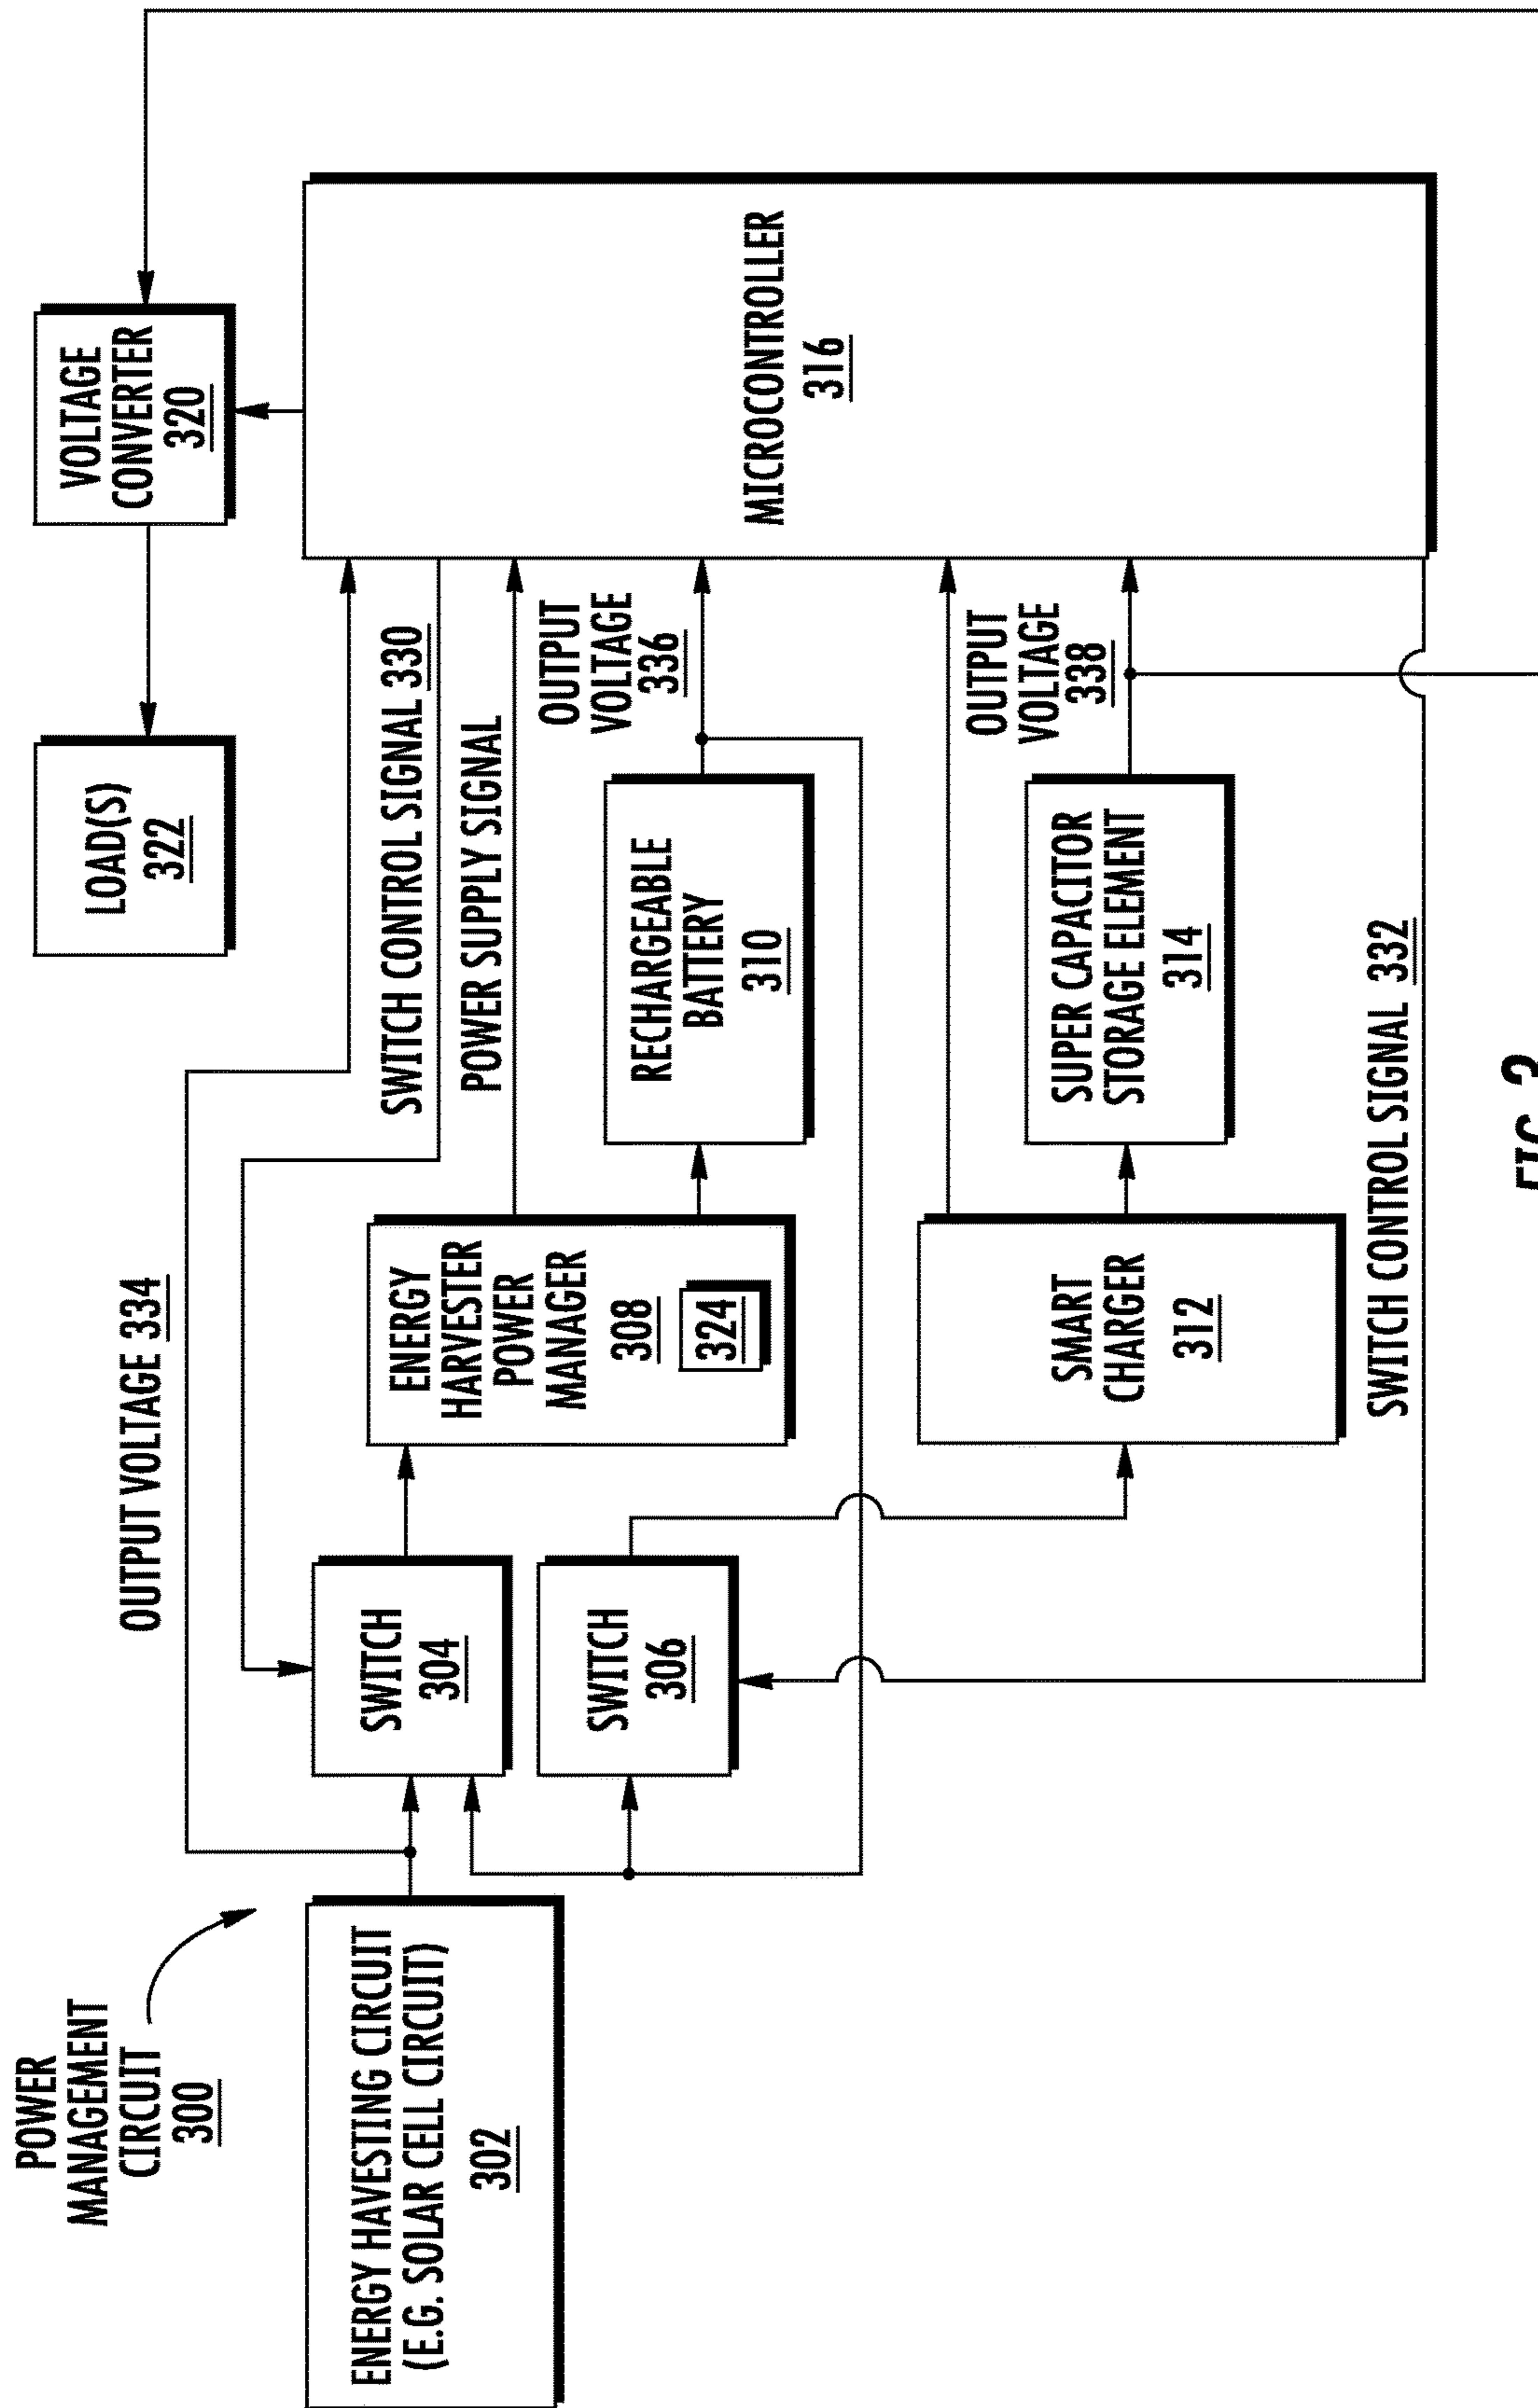 POWER
MANAGEMENT
CIRCUIT
300
ENERGY HAVESTING CIRCUIT
(E.G. SOLAR CELL CIRCUIT)
302
OUTPUT VOLTAGE 334
SWITCH
304
SWITCH
306
ENERGY
HARVESTER
POWER
MANAGER
308
324
SMART
CHARGER
312
LOAD(S)
322
SWITCH CONTROL SIGNAL 330
POWER SUPPLY SIGNAL
RECHARGEABLE
BATTERY
310
SUPER CAPACITOR
STORAGE ELEMENT
314
SWITCH CONTROL SIGNAL 332
OUTPUT
VOLTAGE
336
OUTPUT
VOLTAGE
338
VOLTAGE
CONVERTER
320
MICROCONTROLLER
316